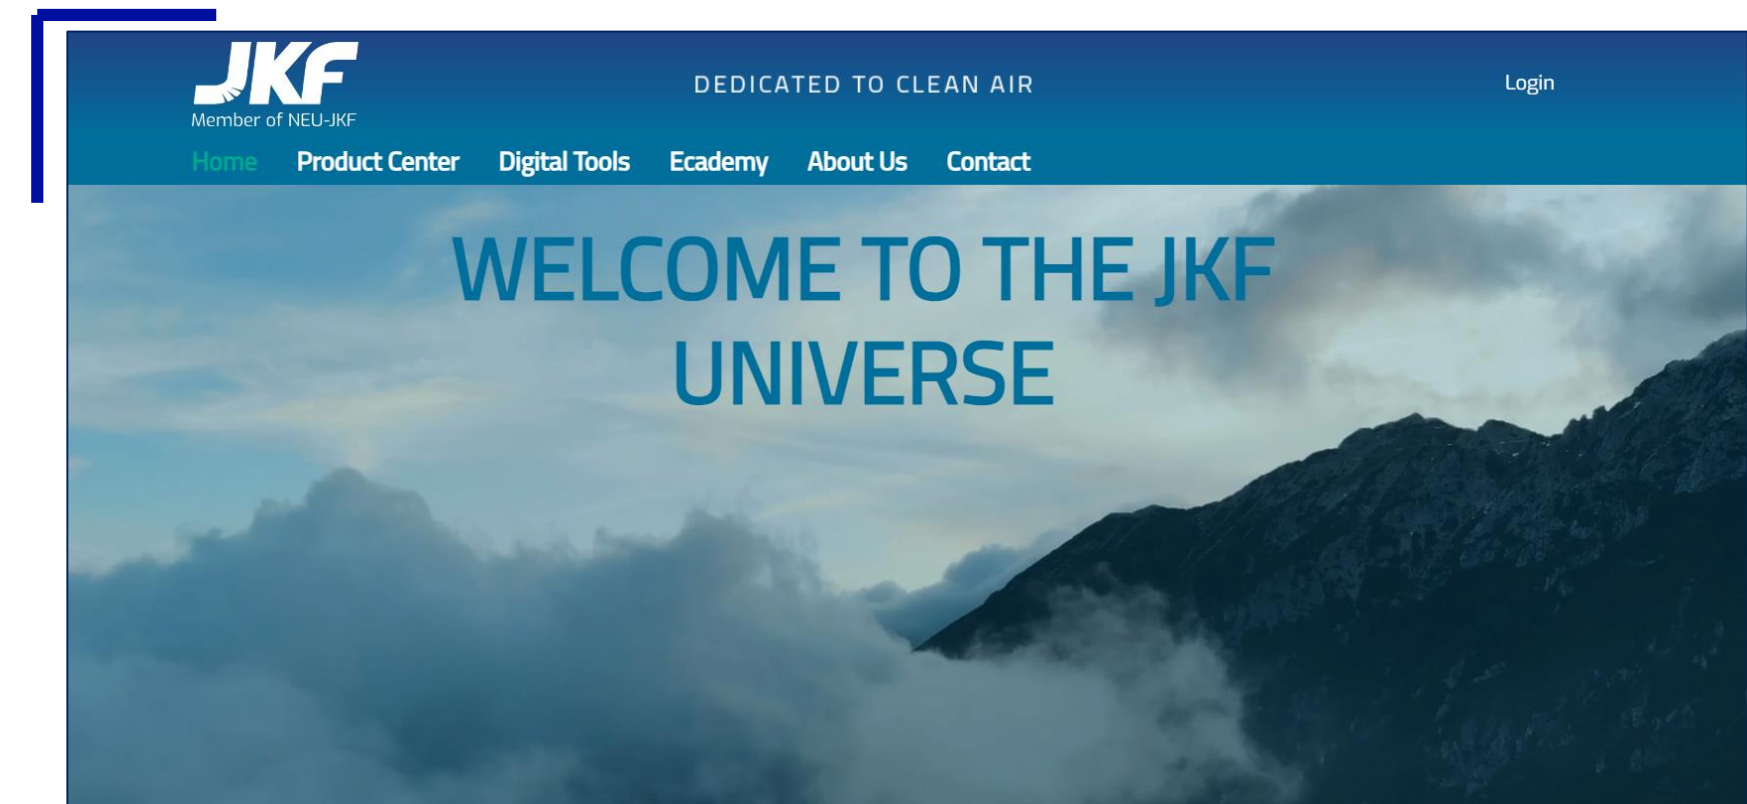 JKF
Member of NEU-JKF
DEDICATED TO CLEAN AIR
Login
Home Product Center Digital Tools Ecademy About Us Contact
WELCOME TO THE JKF
UNIVERSE